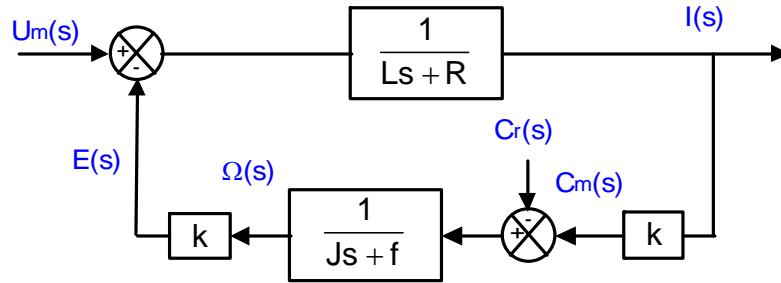 Um(s)
+
-
1
Ls + R
I(s)
E(s)
Ω(s)
Cr(s)
Cm(s)
k
1
Js + f
+
-
k